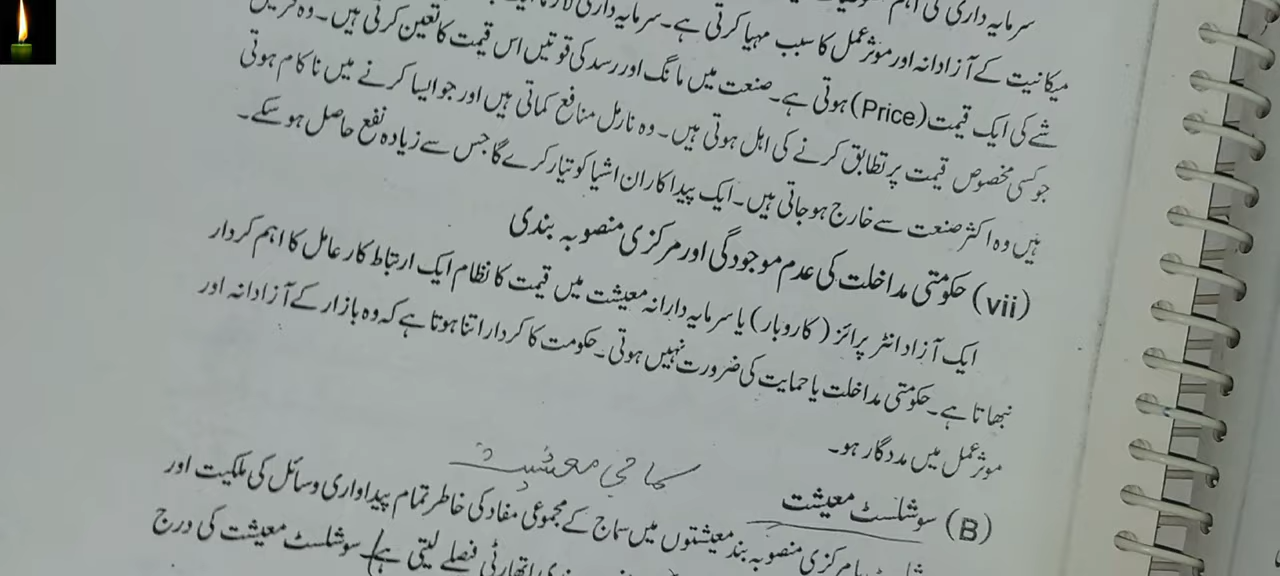 سرمایہ داری کی اہم
میکانیت کے آزادانہ اور موثر عمل کا سبب مہیا کرتی ہے۔ سرمایہ داری
شے کی ایک قیمت (Price) ہوتی ہے۔ صنعت میں مانگ اور رسد کی قوتیں اس قیمت کا تعین کرتی ہیں۔ وہ فرمیں
جو کسی مخصوص قیمت پر تطابق کرنے کی اہل ہوتی ہیں۔ وہ نارمل منافع کماتی ہیں اور جو ایسا کرنے میں ناکام ہوتی
ہیں وہ اکثر صنعت سے خارج ہو جاتی ہیں۔ ایک پیدا کار ان اشیا کو تیار کرے گا جس سے زیادہ نفع حاصل ہو سکے۔
(vii) حکومتی مداخلت کی عدم موجودگی اور مرکزی منصوبہ بندی
ایک آزاد انٹر پرائز (کاروبار) یا سرمایہ دارانہ معیشت میں قیمت کا نظام ایک ارتباط کار عامل کا اہم کردار
نبھاتا ہے۔ حکومتی مداخلت یا حمایت کی ضرورت نہیں ہوتی۔ حکومت کا کردار اتنا ہوتا ہے کہ وہ بازار کے آزادانہ اور
موثر عمل میں مددگار ہو۔
(B) سوشلسٹ معیشت
سماجی معیشت
مرکزی منصوبہ بند معیشتوں میں سماج کے مجموعی مفاد کی خاطر تمام پیداواری وسائل کی ملکیت اور
اتھارٹی فیصلے لیتی ہے۔ سوشلسٹ معیشت کی درج